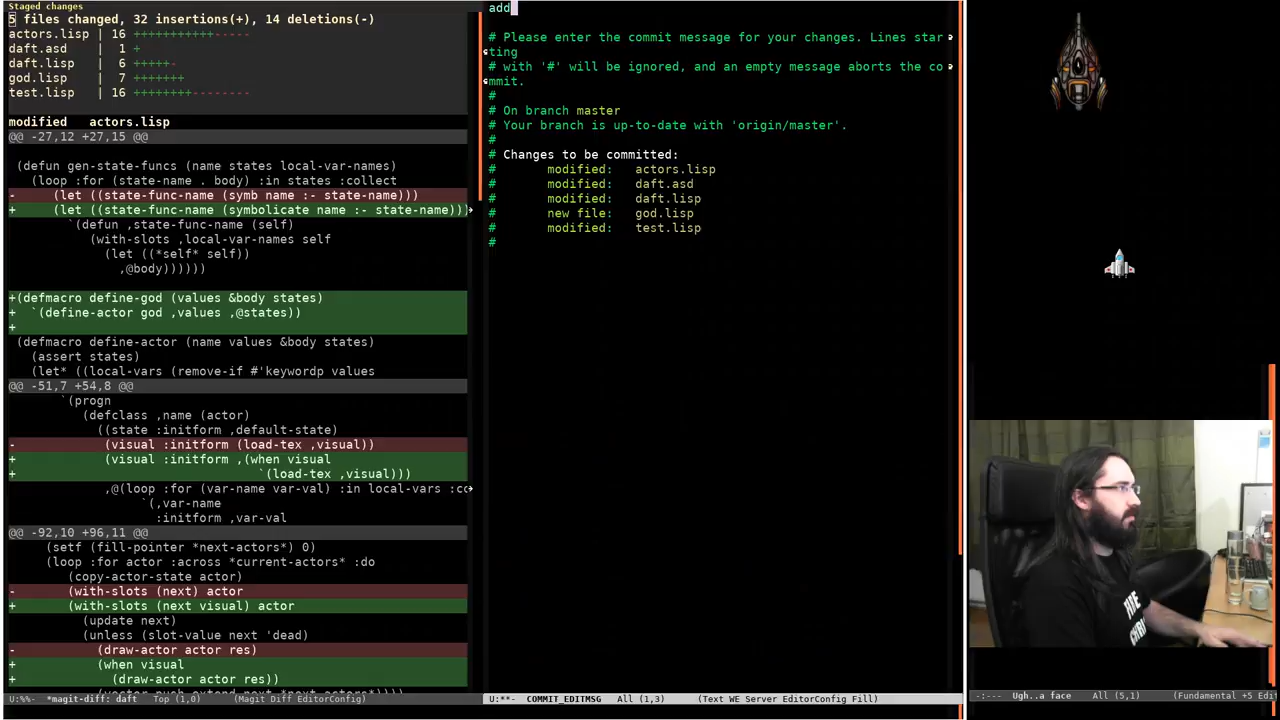 Staged changes
5 files changed, 32 insertions(+), 14 deletions(-)
actors.lisp | 16 +++++++++++-----
daft.asd    |  1 +
daft.lisp   |  6 +++++-
god.lisp    |  7 +++++++
test.lisp   | 16 ++++++++--------
modified   actors.lisp
@@ -27,12 +27,15 @@
(defun gen-state-funcs (name states local-var-names)
(loop :for (state-name . body) :in states :collect
-     (let ((state-func-name (symb name :- state-name)))
+     (let ((state-func-name (symbolicate name :- state-name)))
`(defun ,state-func-name (self)
(with-slots ,local-var-names self
(let ((*self* self))
,@body))))))
+(defmacro define-god (values &body states)
+  `(define-actor god ,values ,@states))
+
(defmacro define-actor (name values &body states)
(assert states)
(let* ((local-vars (remove-if #'keywordp values
@@ -51,7 +54,8 @@
`(progn
(defclass ,name (actor)
((state :initform ,default-state)
-            (visual :initform (load-tex ,visual))
+            (visual :initform ,(when visual
+                                 `(load-tex ,visual)))
,@(loop :for (var-name var-val) :in local-vars :co
`(,var-name
:initform ,var-val
@@ -92,10 +96,11 @@
(setf (fill-pointer *next-actors*) 0)
(loop :for actor :across *current-actors* :do
(copy-actor-state actor)
-       (with-slots (next) actor
+       (with-slots (next visual) actor
(update next)
(unless (slot-value next 'dead)
-           (draw-actor actor res)
+           (when visual
+             (draw-actor actor res))
U:%%-  *magit-diff: daft   Top (1,0)      (Magit EditorConfig)
add
# Please enter the commit message for your changes. Lines star
ting
# with '#' will be ignored, and an empty message aborts the co
mmit.
#
# On branch master
# Your branch is up-to-date with 'origin/master'.
#
# Changes to be committed:
#       modified:   actors.lisp
#       modified:   daft.asd
#       modified:   daft.lisp
#       new file:   god.lisp
#       modified:   test.lisp
#
U:**-  COMMIT_EDITMSG   All (1,3)      (Text WE Server EditorConfig Fill)
-:---  Ugh..a face   All (5,1)      (Fundamental +5 Edi